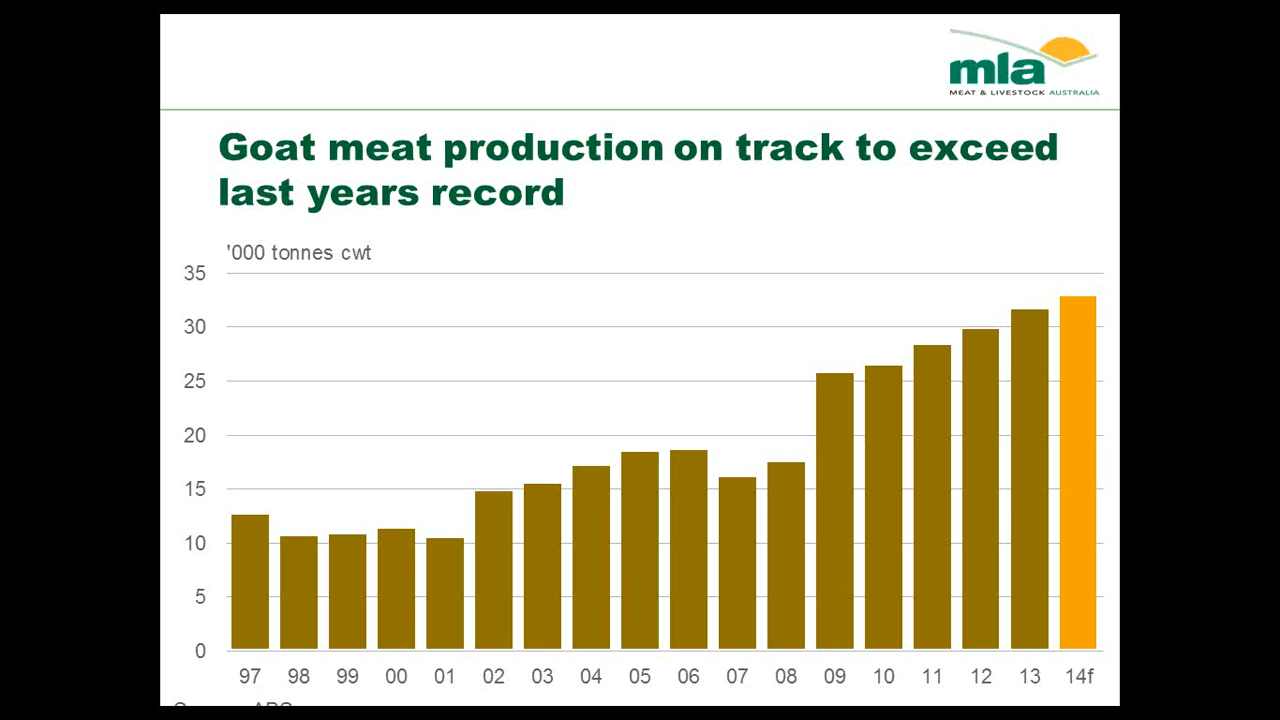 mla
MEAT & LIVESTOCK AUSTRALIA
Goat meat production on track to exceed
last years record
'000 tonnes cwt
35
30
25
20
15
10
5
0
97 98 99 00 01 02 03 04 05 06 07 08 09 10 11 12 13 14f